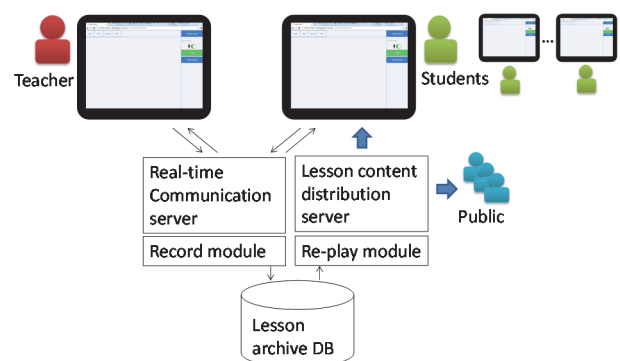 Teacher
Students
...
Real-time
Communication
server
Lesson content
distribution
server
Public
Record module
Re-play module
Lesson
archive DB